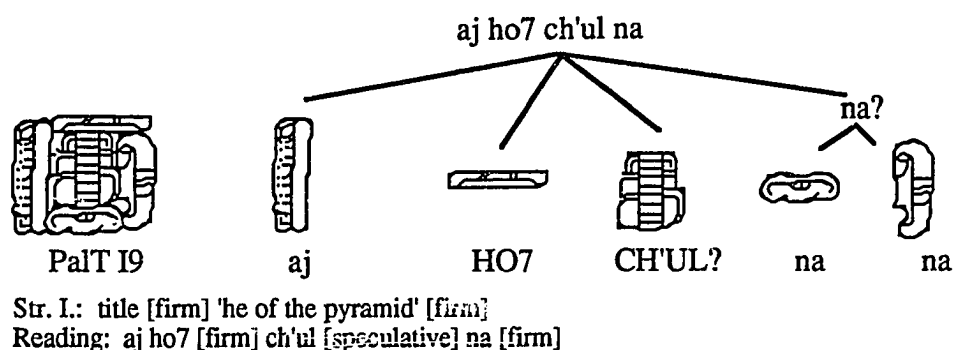 aj ho7 ch'ul na
na?
PalT I9 aj HO7 CH'UL? na na
Str. I.: title [firm] 'he of the pyramid' [firm]
Reading: aj ho7 [firm] ch'ul [speculative] na [firm]